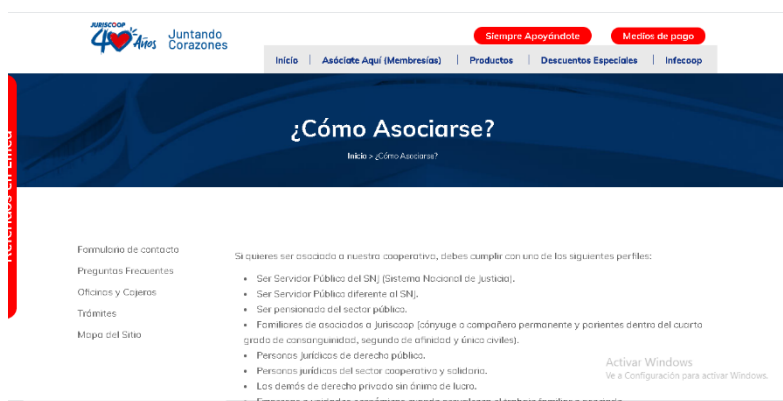 JURISCOOP
40 Años
Juntando
Corazones
Siempre Apoyándote
Medios de pago
Inicio | Asóciate Aquí (Membresías) | Productos | Descuentos Especiales | Infecoop
¿Cómo Asociarse?
Inicio > ¿Cómo Asociarse?
Referidos en Línea
Formulario de contacto
Preguntas Frecuentes
Oficinas y Cajeros
Trámites
Mapa del Sitio
Si quieres ser asociado a nuestra cooperativa, debes cumplir con uno de los siguientes perfiles:
• Ser Servidor Público del SNJ (Sistema Nacional de Justicia).
• Ser Servidor Público diferente al SNJ.
• Ser pensionado del sector público.
• Familiares de asociados a Juriscoop (cónyuge o compañero permanente y parientes dentro del cuarto
grado de consanguinidad, segundo de afinidad y único civiles).
• Personas Jurídicas de derecho público.
• Personas jurídicas del sector cooperativo y solidario.
• Las demás de derecho privado sin ánimo de lucro.
Activar Windows
Ve a Configuración para activar Windows.